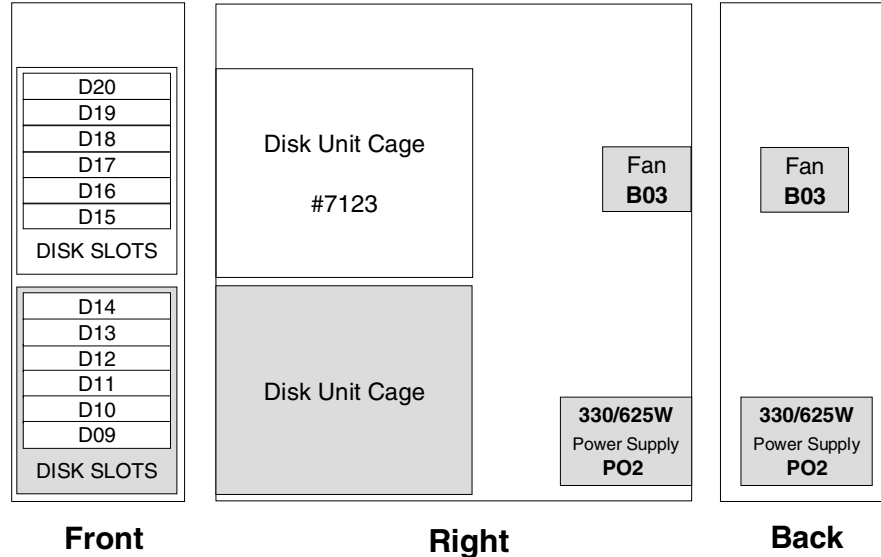 D20
D19
D18
D17
D16
D15
DISK SLOTS
D14
D13
D12
D11
D10
D09
DISK SLOTS
Front
Disk Unit Cage
#7123
Disk Unit Cage
Fan
B03
330/625W
Power Supply
PO2
Right
Fan
B03
330/625W
Power Supply
PO2
Back